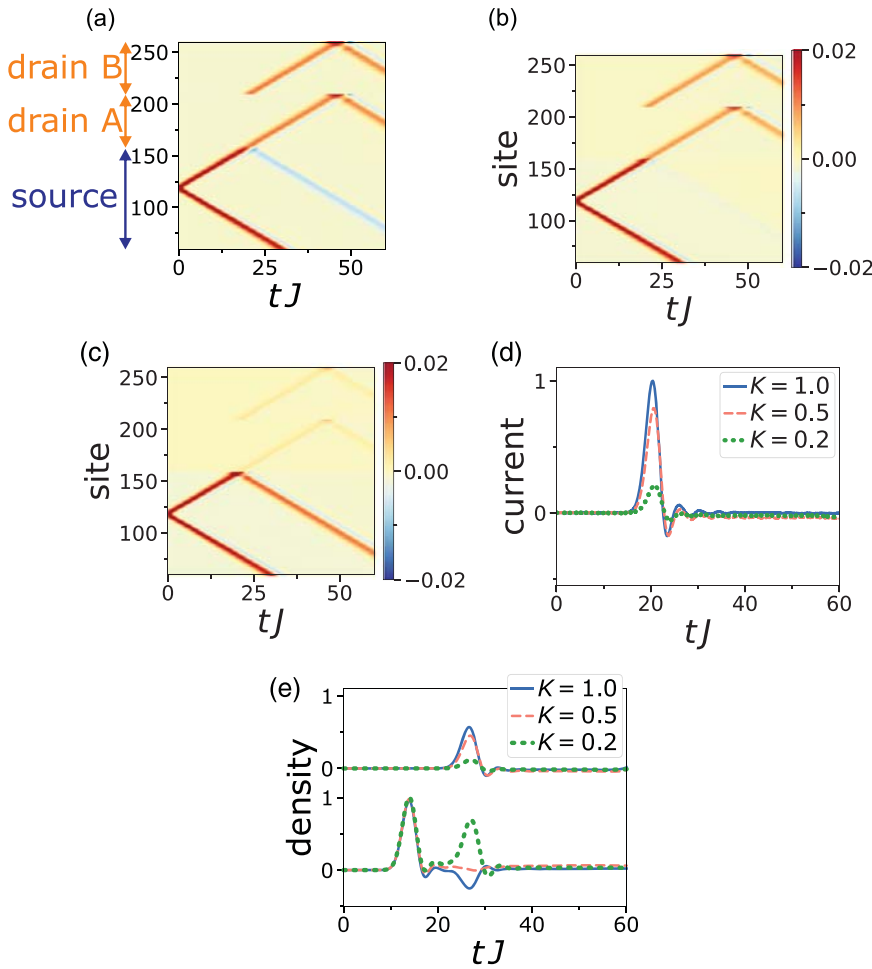 (a)
drain B
drain A
source
250
200
150
100
0
25
50
tJ
(b)
site
250
200
150
100
0
25
50
tJ
0.02
0.00
−0.02
(c)
site
250
200
150
100
0
25
50
tJ
0.02
0.00
−0.02
(d)
current
1
0
0
20
40
60
tJ
K = 1.0
K = 0.5
K = 0.2
(e)
density
1
0
1
0
0
20
40
60
tJ
K = 1.0
K = 0.5
K = 0.2